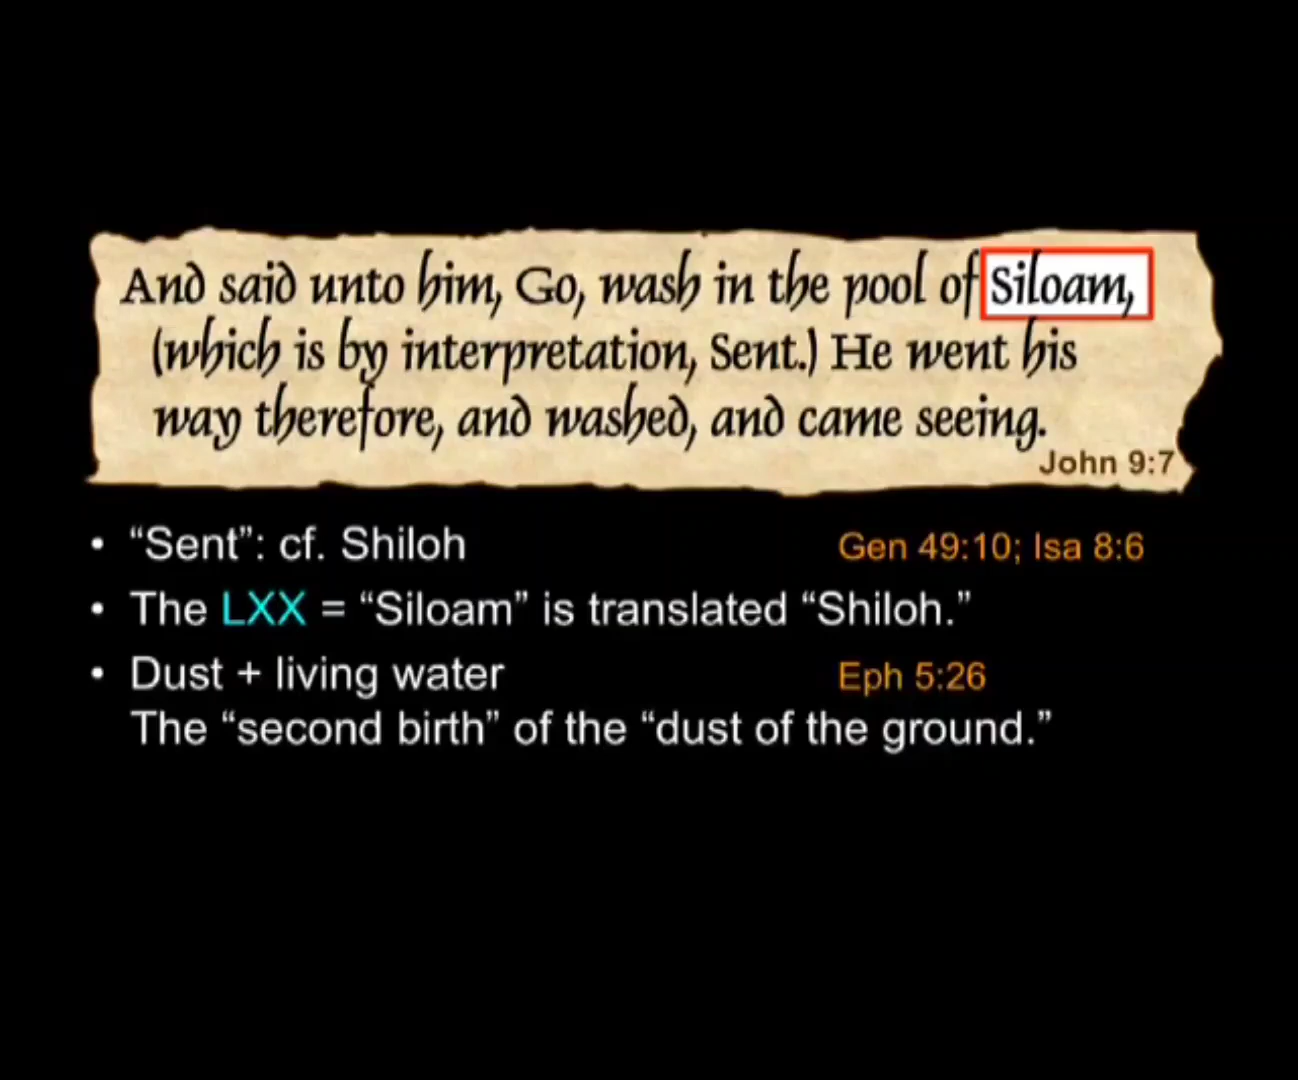 And said unto him, Go, wash in the pool of Siloam,
(which is by interpretation, Sent.) He went his
way therefore, and washed, and came seeing.
John 9:7
• “Sent”: cf. Shiloh Gen 49:10; Isa 8:6
• The LXX = “Siloam” is translated “Shiloh.”
• Dust + living water Eph 5:26
The “second birth” of the “dust of the ground.”